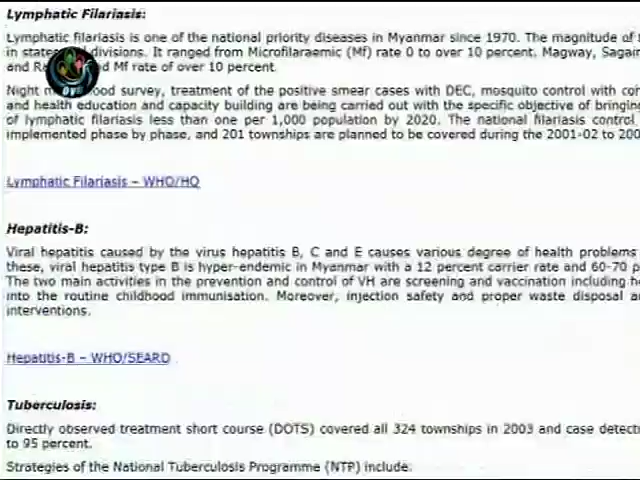 Lymphatic Filariasis:
Lymphatic filariasis is one of the national priority diseases in Myanmar since 1970. The magnitude of
in states divisions. It ranged from Microfilaraemic (Mf) rate 0 to over 10 percent. Magway, Sagain
and Mf rate of over 10 percent.
Night survey, treatment of the positive smear cases with DEC, mosquito control with
and health education and capacity building are being carried out with the specific objective of bringing
of lymphatic filariasis less than one per 1,000 population by 2020. The national filariasis control
implemented phase by phase, and 201 townships are planned to be covered during the 2001-02 to
Lymphatic Filariasis – WHO/HQ
Hepatitis-B:
Viral hepatitis caused by the virus hepatitis B, C and E causes various degree of health problems
these, viral hepatitis type B is hyper-endemic in Myanmar with a 12 percent carrier rate and 60-70
The two main activities in the prevention and control of VH are screening and vaccination including
into the routine childhood immunisation. Moreover, injection safety and proper waste disposal
interventions.
Hepatitis-B – WHO/SEARO
Tuberculosis:
Directly observed treatment short course (DOTS) covered all 324 townships in 2003 and case
to 95 percent.
Strategies of the National Tuberculosis Programme (NTP) include: